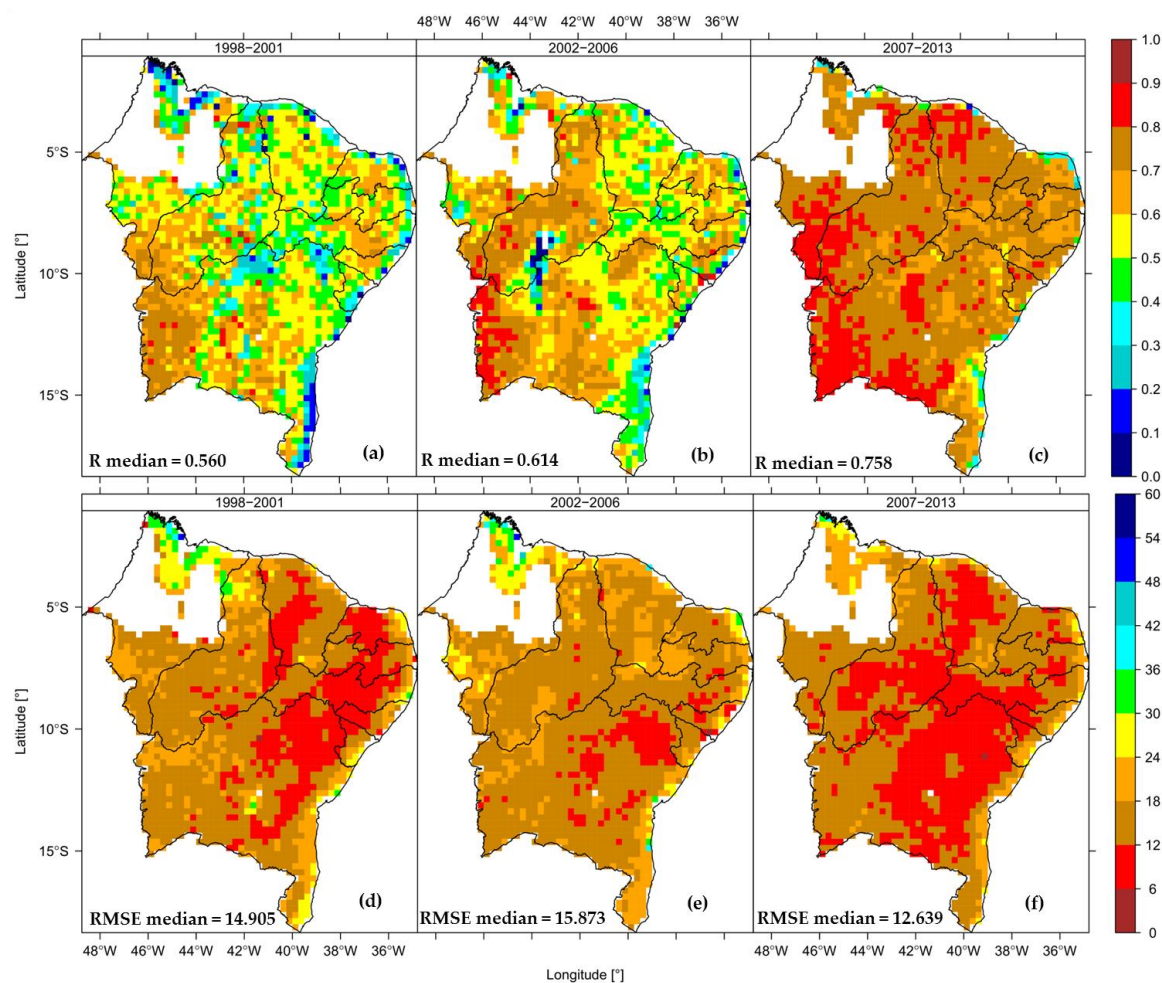 48°W 46°W 44°W 42°W 40°W 38°W 36°W
1998−2001 2002−2006 2007−2013
1.0
0.9
0.8
0.7
0.6
0.5
0.4
0.3
0.2
0.1
0.0
Latitude [°]
5°S
10°S
15°S
R median = 0.560 (a)
R median = 0.614 (b)
R median = 0.758 (c)
1998−2001 2002−2006 2007−2013
60
54
48
42
36
30
24
18
12
6
0
Latitude [°]
5°S
10°S
15°S
RMSE median = 14.905 (d)
RMSE median = 15.873 (e)
RMSE median = 12.639 (f)
48°W 46°W 44°W 42°W 40°W 38°W 36°W 48°W 46°W 44°W 42°W 40°W 38°W 36°W
Longitude [°]